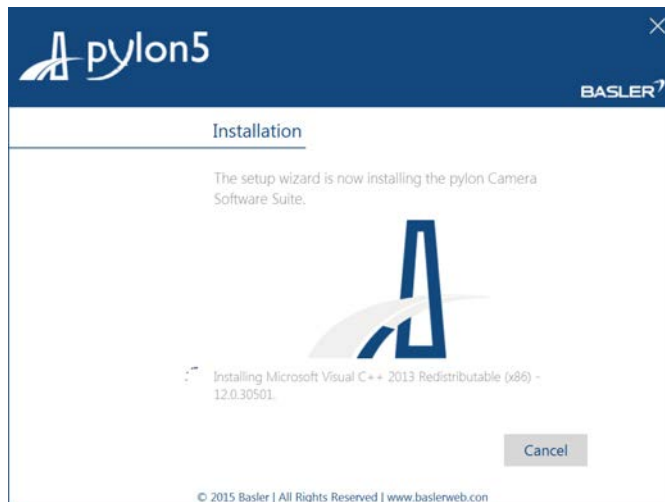 pylon5
BASLER
Installation
The setup wizard is now installing the pylon Camera
Software Suite.
Installing Microsoft Visual C++ 2013 Redistributable (x86) -
12.0.30501.
Cancel
© 2015 Basler | All Rights Reserved | www.baslerweb.con